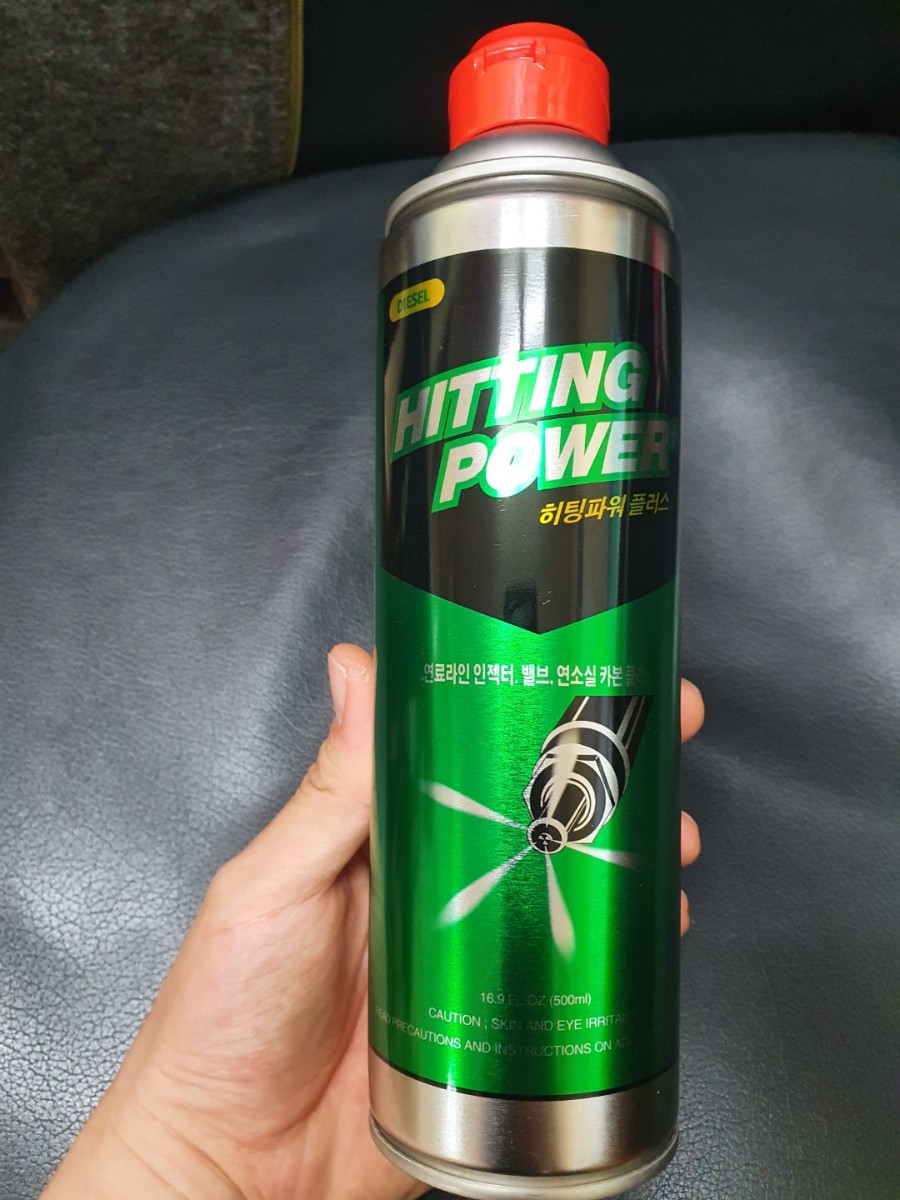 DIESEL
HITTING
POWER
히팅파워 플러스
연료라인 인젝터. 밸브. 연소실 카본
16.9 FL.OZ (500ml)
CAUTION ; SKIN AND EYE
PRECAUTIONS AND INSTRUCTIONS ON